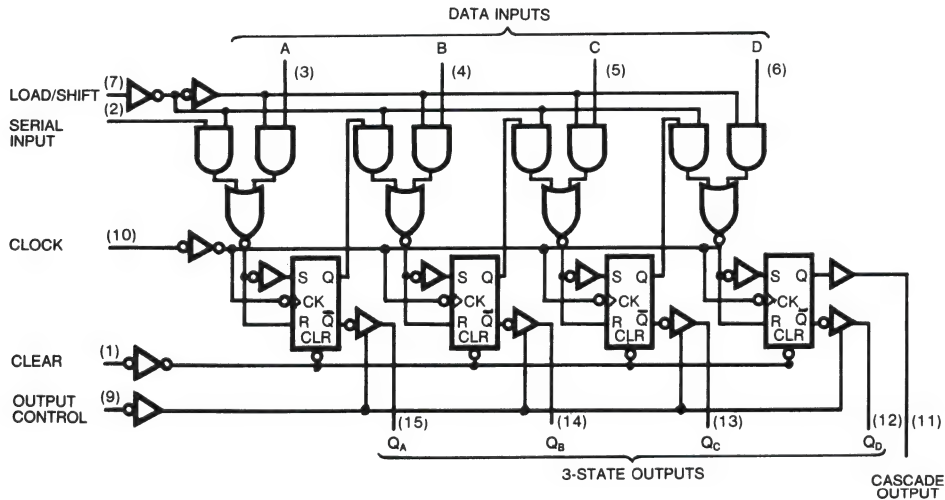 DATA INPUTS
A B C D
(3) (4) (5) (6)
(7)
LOAD/SHIFT
(2)
SERIAL
INPUT
(10)
CLOCK
S Q S Q S Q S Q
CK CK CK CK
R Q̅ R Q̅ R Q̅ R Q̅
CLR CLR CLR CLR
(1)
CLEAR
(9)
OUTPUT
CONTROL
(15) (14) (13) (12) (11)
QA QB QC QD
3-STATE OUTPUTS
CASCADE
OUTPUT